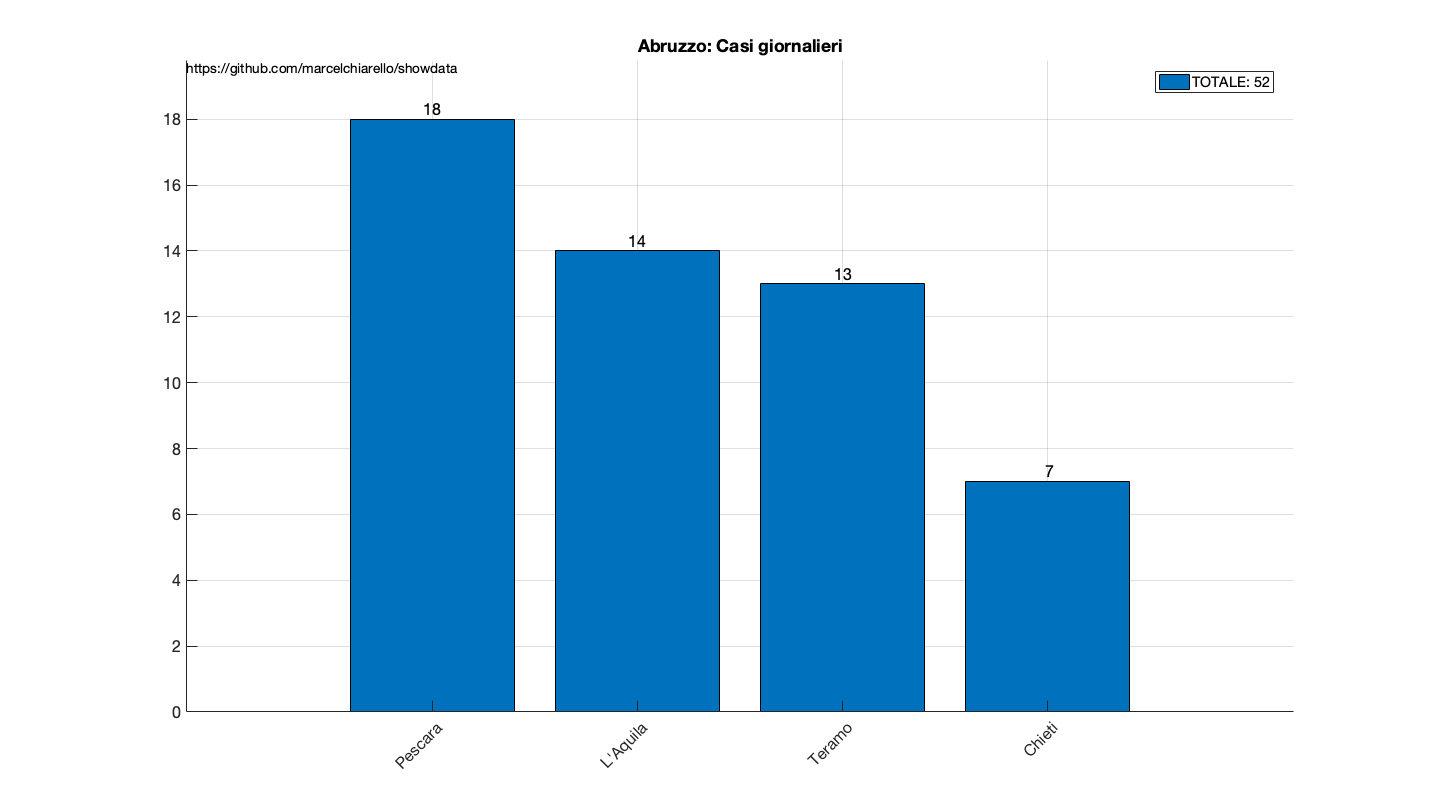 Abruzzo: Casi giornalieri
https://github.com/marcelchiarello/showdata
TOTALE: 52
18
16
14
12
10
8
6
4
2
0
18
14
13
7
Pescara
L'Aquila
Teramo
Chieti